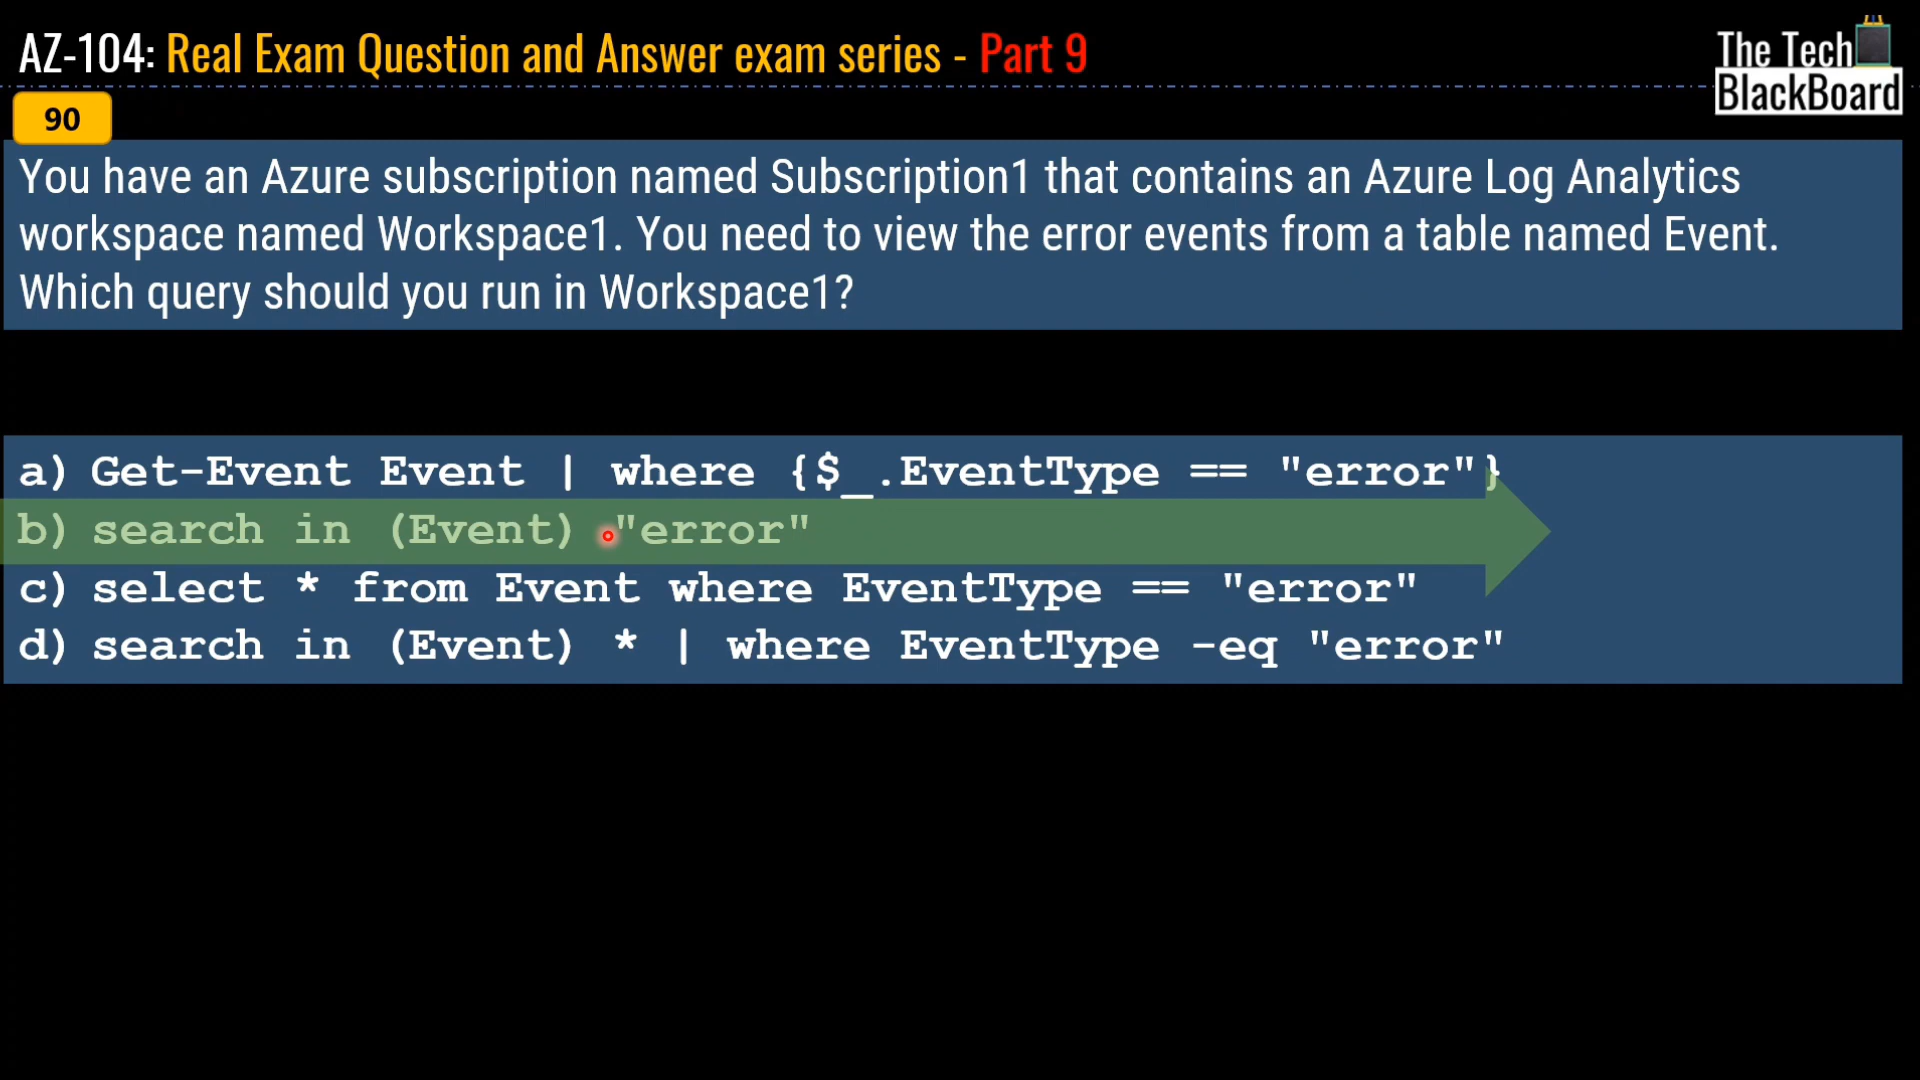 AZ-104: Real Exam Question and Answer exam series - Part 9
The Tech
BlackBoard
90
You have an Azure subscription named Subscription1 that contains an Azure Log Analytics
workspace named Workspace1. You need to view the error events from a table named Event.
Which query should you run in Workspace1?
a) Get-Event Event | where {$_.EventType == "error"}
b) search in (Event) "error"
c) select * from Event where EventType == "error"
d) search in (Event) * | where EventType -eq "error"